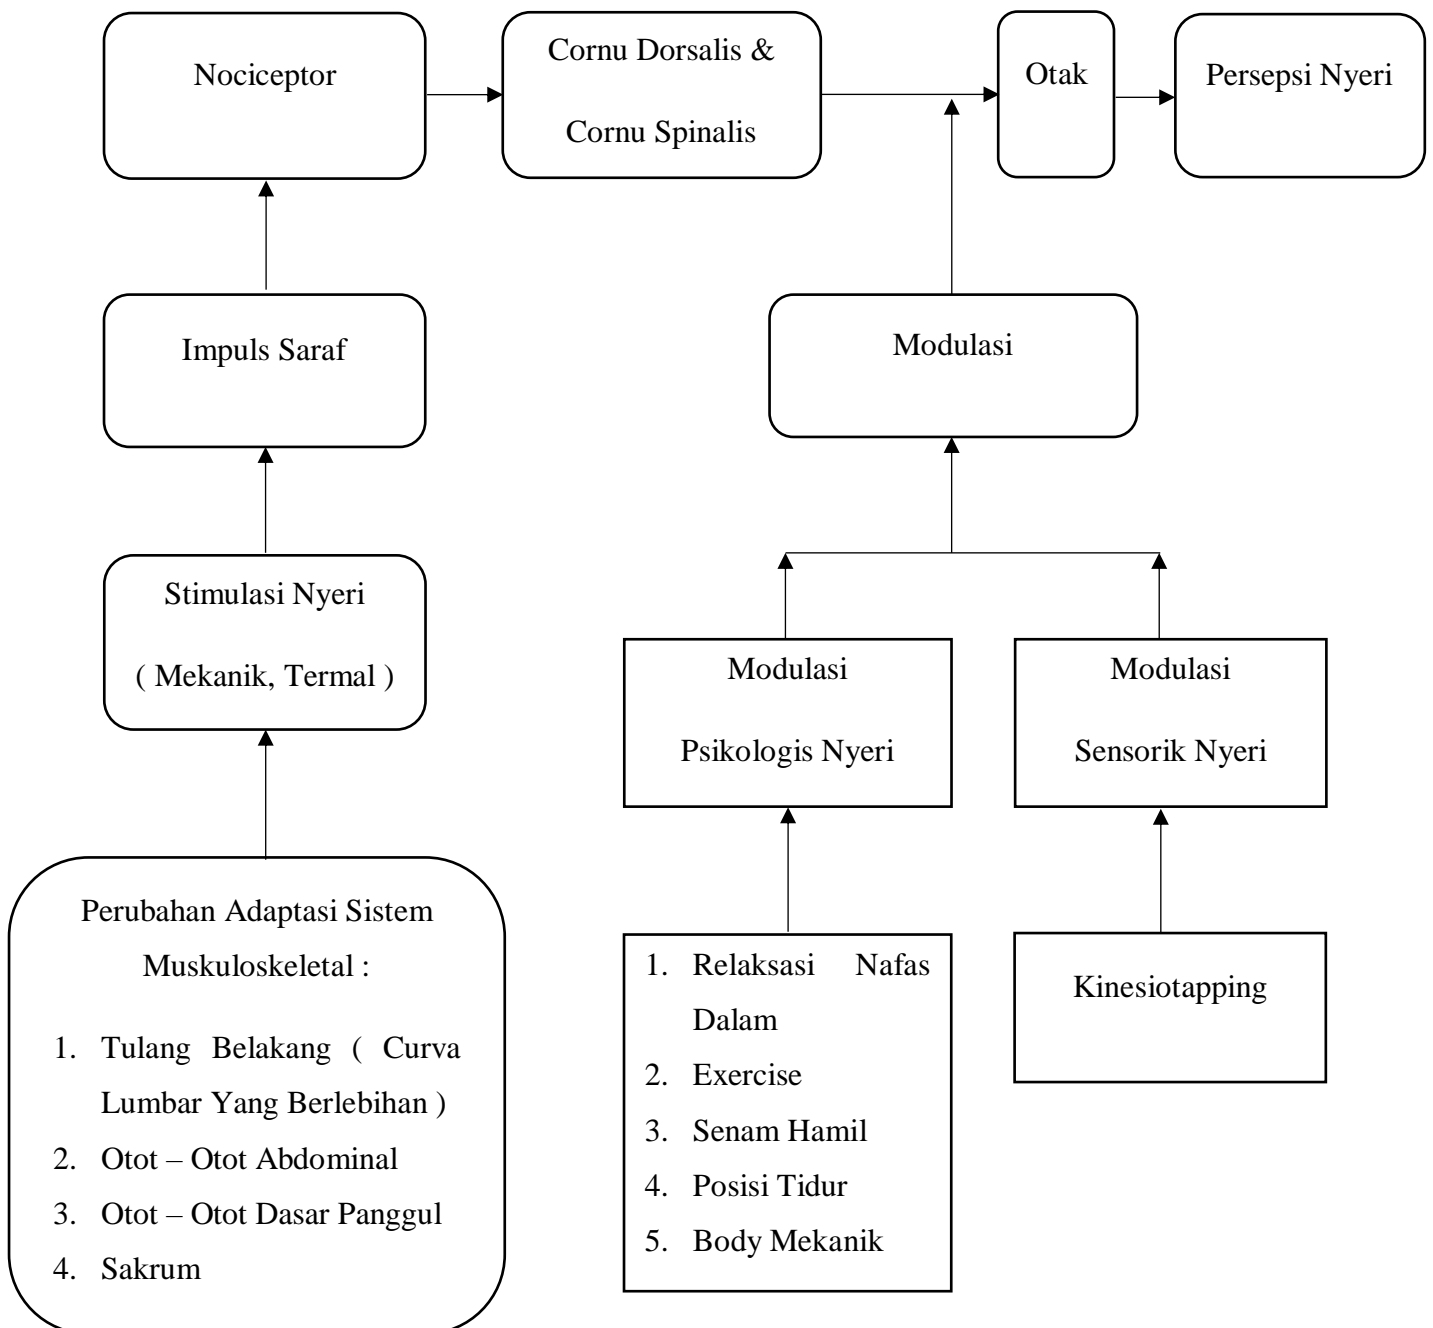 Nociceptor
Cornu Dorsalis &
Cornu Spinalis
Otak
Persepsi Nyeri
Impuls Saraf
Modulasi
Stimulasi Nyeri
( Mekanik, Termal )
Modulasi
Psikologis Nyeri
Modulasi
Sensorik Nyeri
Perubahan Adaptasi Sistem
Muskuloskeletal :
1. Tulang Belakang ( Curva
Lumbar Yang Berlebihan )
2. Otot – Otot Abdominal
3. Otot – Otot Dasar Panggul
4. Sakrum
1. Relaksasi Nafas
Dalam
2. Exercise
3. Senam Hamil
4. Posisi Tidur
5. Body Mekanik
Kinesiotapping